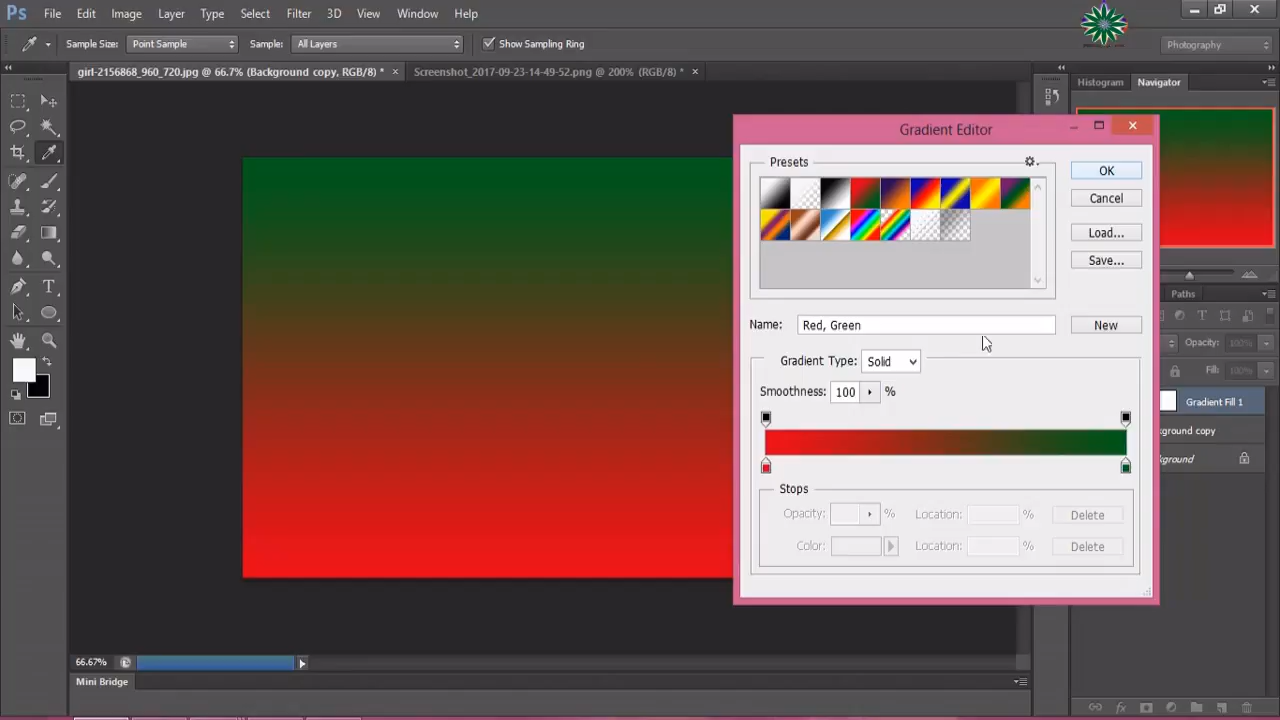 Ps File Edit Image Layer Type Select Filter 3D View Window Help
Sample Size: Point Sample Sample: All Layers Show Sampling Ring Photography
girl-2156868_960_720.jpg @ 66.7% (Background copy, RGB/8) * × Screenshot_2017-09-23-14-49-52.png @ 200% (RGB/8) * ×
Histogram Navigator
Gradient Editor
Presets
OK
Cancel
Load...
Save...
Paths
Name: Red, Green New
Opacity: 100%
Gradient Type: Solid
Fill: 100%
Smoothness: 100 %
Gradient Fill 1
ground copy
ground
Stops
Opacity: % Location: % Delete
Color: Location: % Delete
66.67%
Mini Bridge